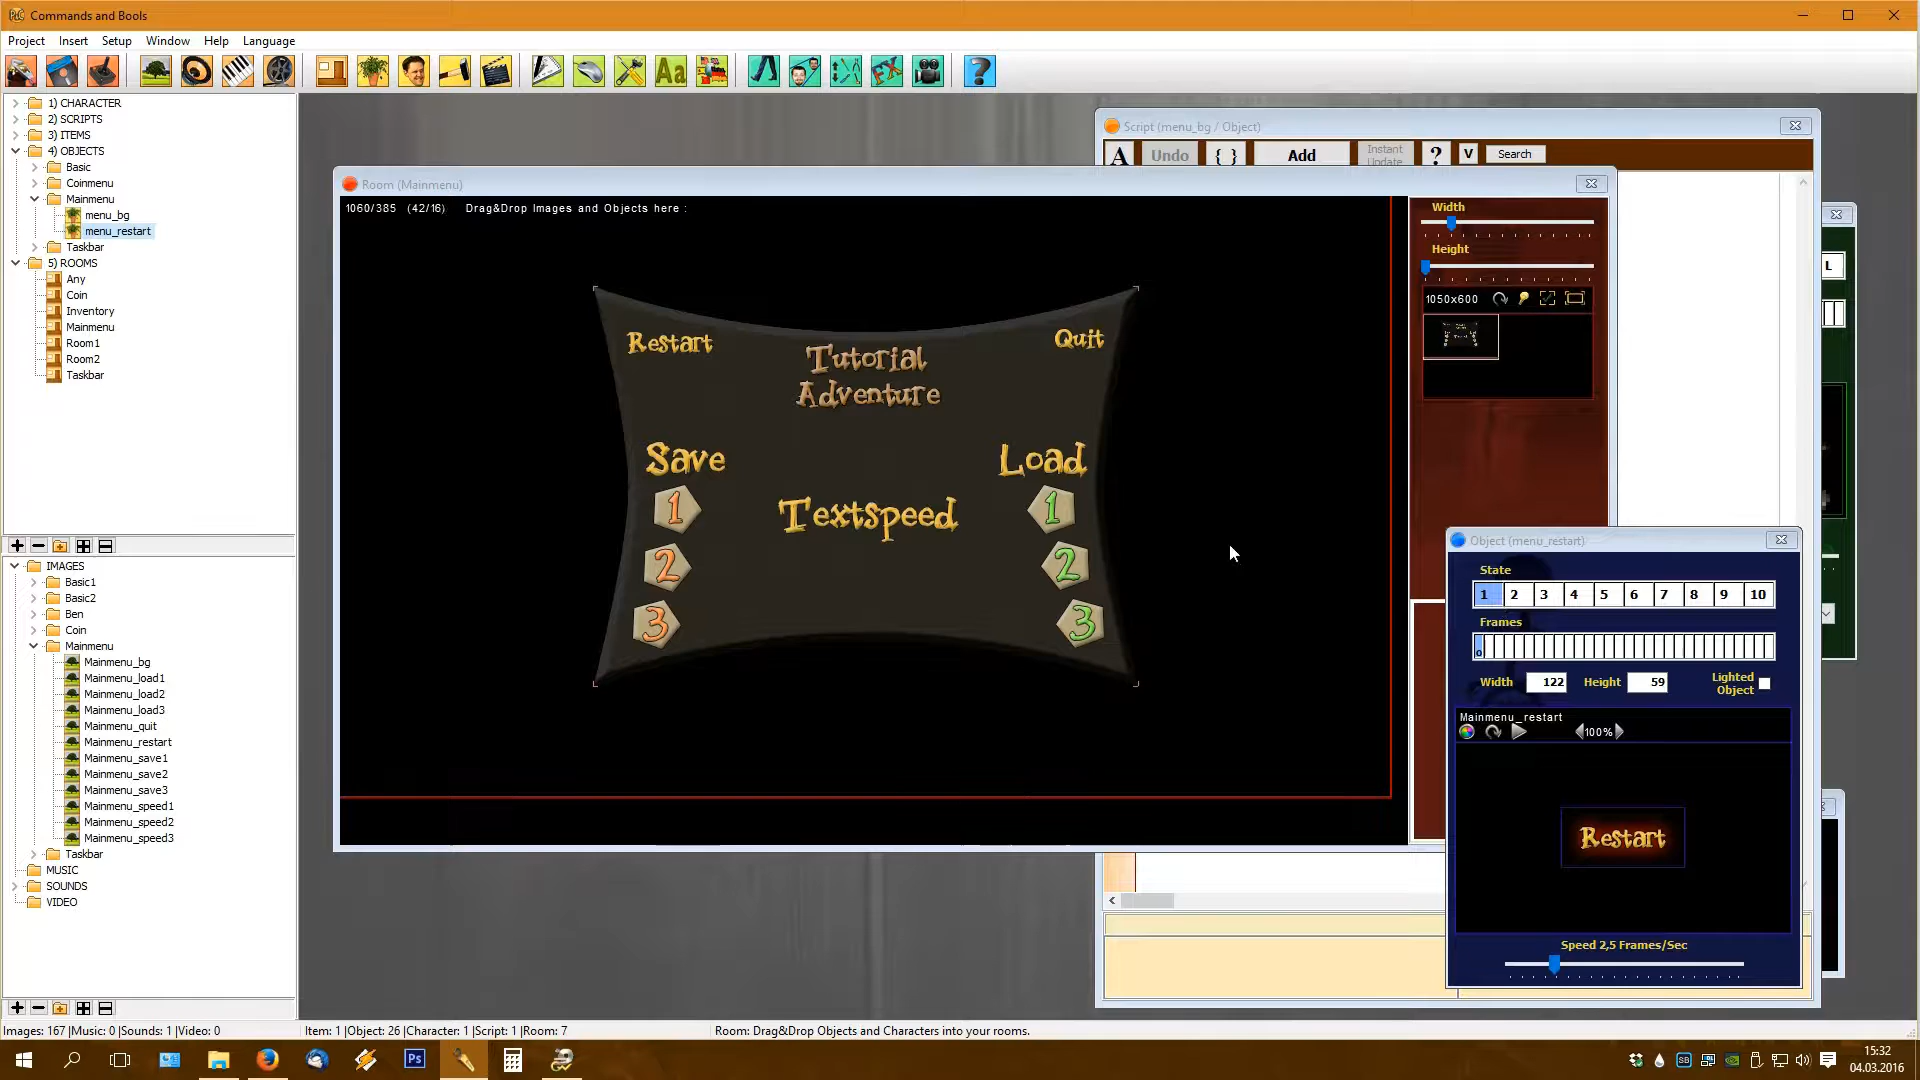 Commands and Bools
Project Insert Setup Window Help Language
1) CHARACTER
2) SCRIPTS
3) ITEMS
4) OBJECTS
Basic
Coinmenu
Mainmenu
menu_bg
menu_restart
Taskbar
5) ROOMS
Any
Coin
Inventory
Mainmenu
Room1
Room2
Taskbar
IMAGES
Basic1
Basic2
Ben
Coin
Mainmenu
Mainmenu_bg
Mainmenu_load1
Mainmenu_load2
Mainmenu_load3
Mainmenu_quit
Mainmenu_restart
Mainmenu_save1
Mainmenu_save2
Mainmenu_save3
Mainmenu_speed1
Mainmenu_speed2
Mainmenu_speed3
Taskbar
MUSIC
SOUNDS
VIDEO
Script (menu_bg / Object)
A Undo { } Add Instant Update ? V Search
Room (Mainmenu)
1060/385 (42/16) Drag&Drop Images and Objects here :
Restart Quit
Tutorial
Adventure
Save Load
1 1
Textspeed
2 2
3 3
Width
Height
1050x600
L
Object (menu_restart)
State
1 2 3 4 5 6 7 8 9 10
Frames
0
Width 122 Height 59 Lighted Object
Mainmenu_restart
100%
Restart
Speed 2,5 Frames/Sec
Images: 167 |Music: 0 |Sounds: 1 |Video: 0 Item: 1 |Object: 26 |Character: 1 |Script: 1 |Room: 7 Room: Drag&Drop Objects and Characters into your rooms.
Aa FX ?
Ps
15:32
04.03.2016